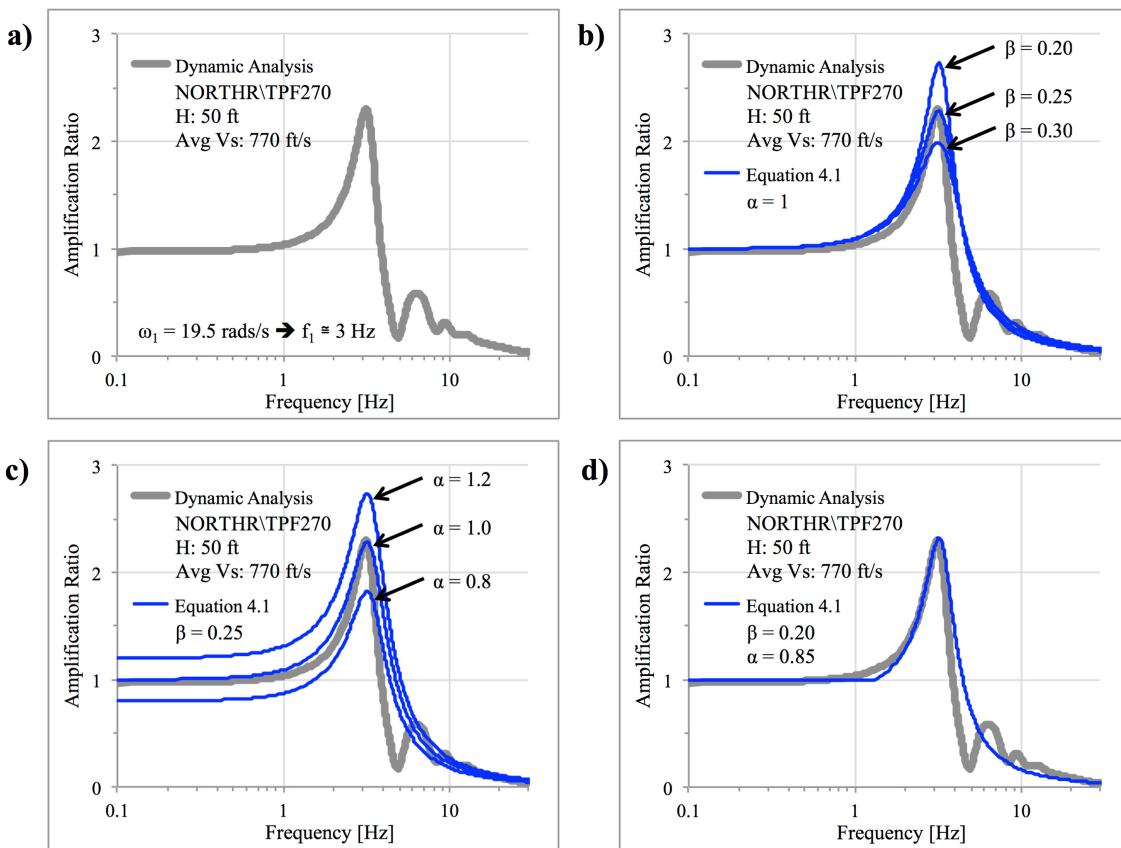 a)
3
2
1
0
Amplification Ratio
Dynamic Analysis
NORTHR\TPF270
H: 50 ft
Avg Vs: 770 ft/s
ω₁ = 19.5 rads/s ➔ f₁ ≅ 3 Hz
0.1
1
10
Frequency [Hz]
b)
3
2
1
0
Amplification Ratio
Dynamic Analysis
NORTHR\TPF270
H: 50 ft
Avg Vs: 770 ft/s
Equation 4.1
α = 1
β = 0.20
β = 0.25
β = 0.30
0.1
1
10
Frequency [Hz]
c)
3
2
1
0
Amplification Ratio
Dynamic Analysis
NORTHR\TPF270
H: 50 ft
Avg Vs: 770 ft/s
Equation 4.1
β = 0.25
α = 1.2
α = 1.0
α = 0.8
0.1
1
10
Frequency [Hz]
d)
3
2
1
0
Amplification Ratio
Dynamic Analysis
NORTHR\TPF270
H: 50 ft
Avg Vs: 770 ft/s
Equation 4.1
β = 0.20
α = 0.85
0.1
1
10
Frequency [Hz]